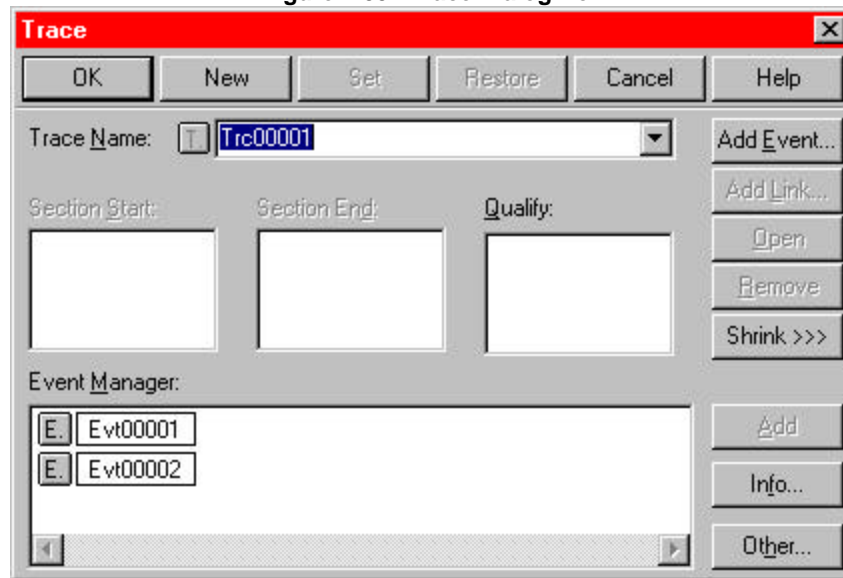 Trace
OK New Set Restore Cancel Help
Trace Name: T. Trc00001 Add Event...
Add Link...
Section Start: Section End: Qualify:
Open
Remove
Shrink >>>
Event Manager:
E. Evt00001 Add
E. Evt00002
Info...
Other...